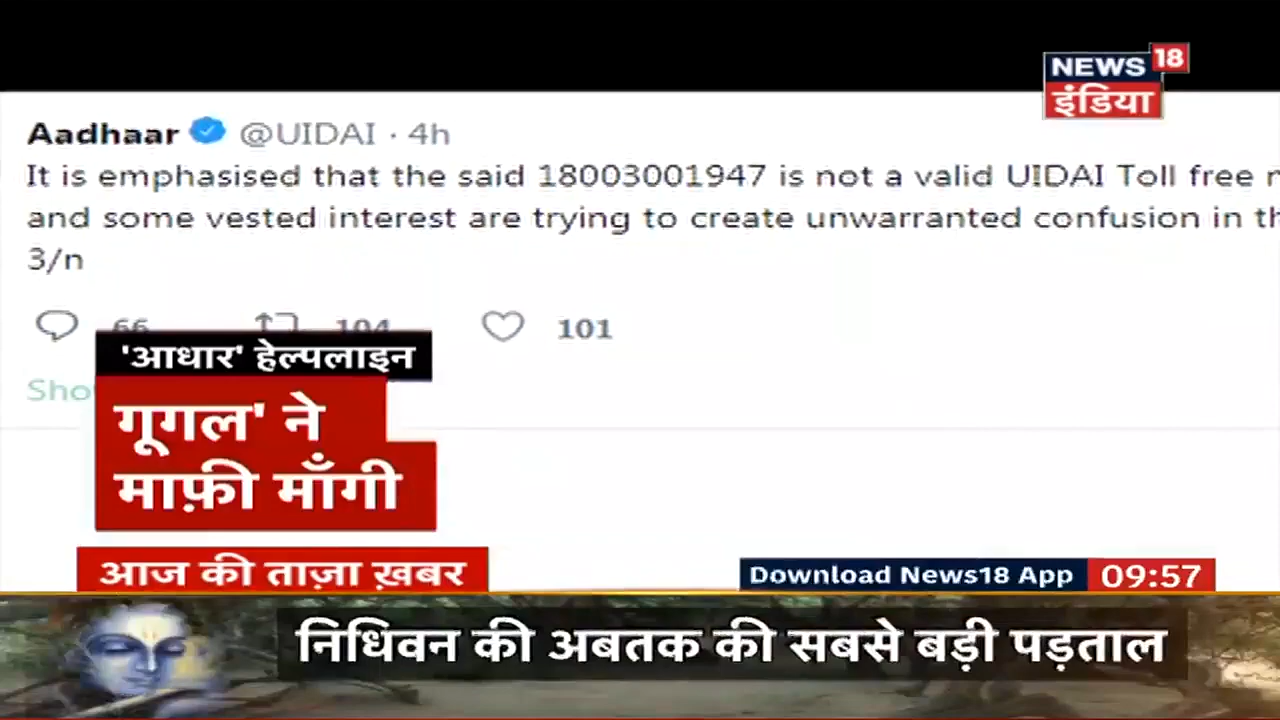 NEWS 18
इंडिया
Aadhaar @UIDAI · 4h
It is emphasised that the said 18003001947 is not a valid UIDAI Toll free
and some vested interest are trying to create unwarranted confusion in
3/n
66 104 101
'आधार' हेल्पलाइन
गूगल' ने
माफ़ी माँगी
आज की ताज़ा ख़बर
Download News18 App 09:57
निधिवन की अबतक की सबसे बड़ी पड़ताल